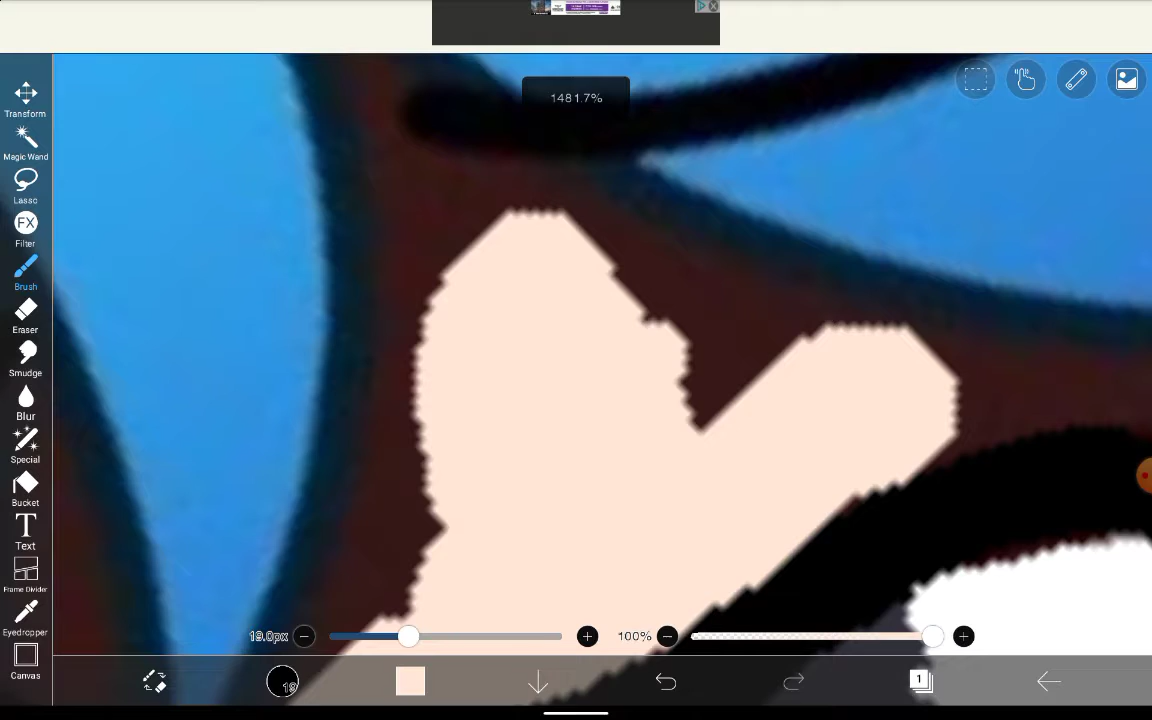 1481.7%
Transform
Magic Wand
Lasso
FX
Filter
Brush
Eraser
Smudge
Blur
Special
Bucket
T
Text
Frame Divider
Eyedropper
Canvas
19.0px
100%
19
1